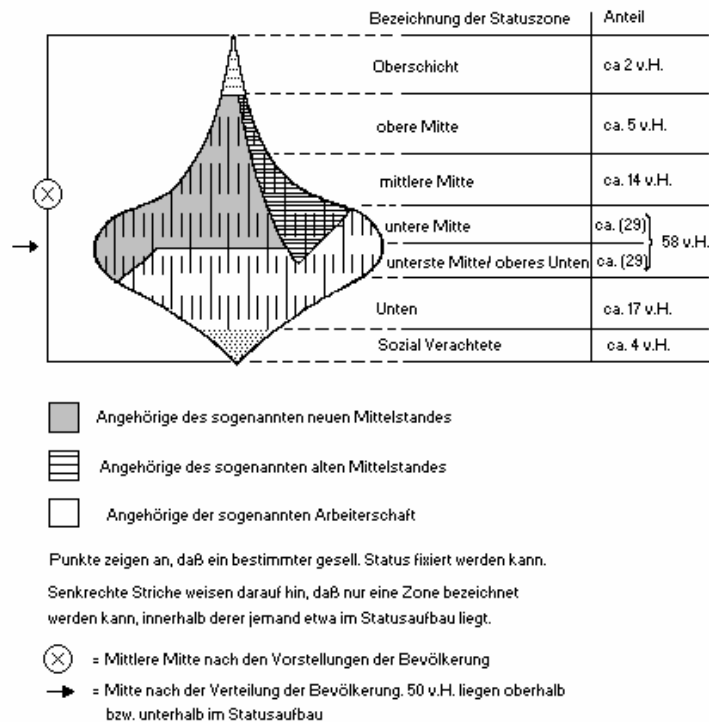 Bezeichnung der Statuszone Anteil
Oberschicht ca 2 v.H.
obere Mitte ca. 5 v.H.
mittlere Mitte ca. 14 v.H.
untere Mitte ca. (29)
58 v.H.
unterste Mitte/ oberes Unten ca. (29)
Unten ca. 17 v.H.
Sozial Verachtete ca. 4 v.H.
Angehörige des sogenannten neuen Mittelstandes
Angehörige des sogenannten alten Mittelstandes
Angehörige der sogenannten Arbeiterschaft
Punkte zeigen an, daß ein bestimmter gesell. Status fixiert werden kann.
Senkrechte Striche weisen darauf hin, daß nur eine Zone bezeichnet
werden kann, innerhalb derer jemand etwa im Statusaufbau liegt.
= Mittlere Mitte nach den Vorstellungen der Bevölkerung
= Mitte nach der Verteilung der Bevölkerung. 50 v.H. liegen oberhalb
bzw. unterhalb im Statusaufbau